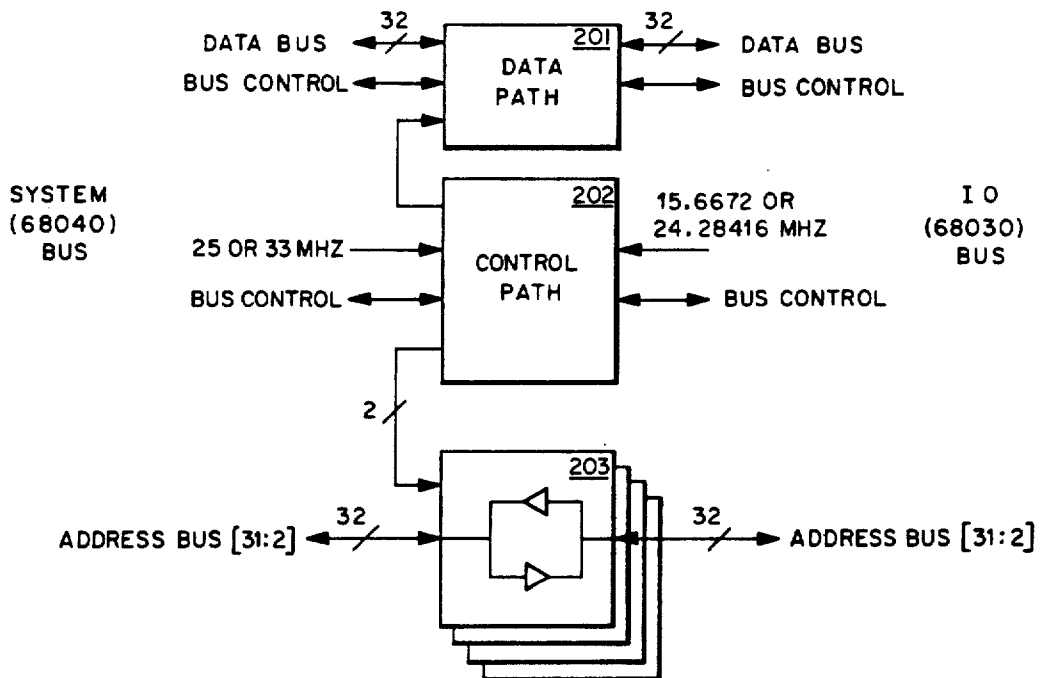 32
201
32
DATA BUS
DATA PATH
DATA BUS
BUS CONTROL
BUS CONTROL
SYSTEM
(68040)
BUS
202
15.6672 OR
24.28416 MHZ
IO
(68030)
BUS
25 OR 33 MHZ
CONTROL
PATH
BUS CONTROL
BUS CONTROL
2
203
32
32
ADDRESS BUS [31:2]
ADDRESS BUS [31:2]